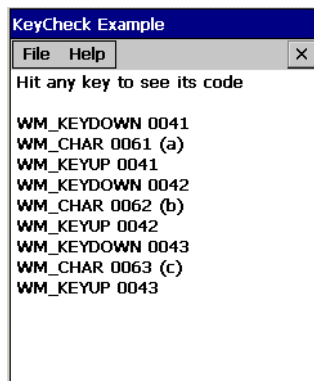 KeyCheck Example
File Help ×
Hit any key to see its code
WM_KEYDOWN 0041
WM_CHAR 0061 (a)
WM_KEYUP 0041
WM_KEYDOWN 0042
WM_CHAR 0062 (b)
WM_KEYUP 0042
WM_KEYDOWN 0043
WM_CHAR 0063 (c)
WM_KEYUP 0043